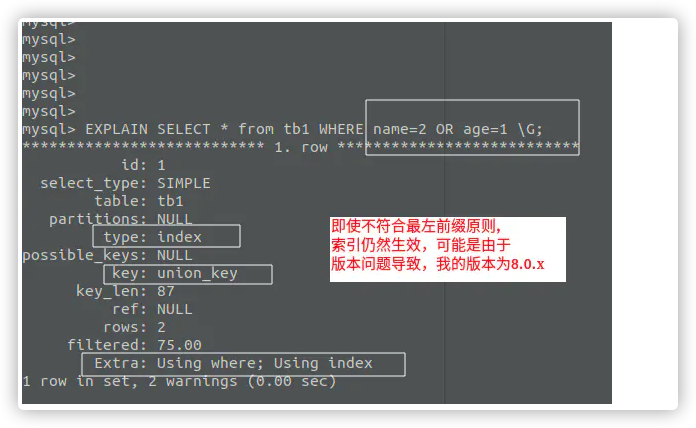 mysql>
mysql>
mysql>
mysql>
mysql>
mysql>
mysql> EXPLAIN SELECT * from tb1 WHERE name=2 OR age=1 \G;
*************************** 1. row ***************************
id: 1
select_type: SIMPLE
table: tb1
partitions: NULL
type: index
possible_keys: NULL
key: union_key
key_len: 87
ref: NULL
rows: 2
filtered: 75.00
Extra: Using where; Using index
1 row in set, 2 warnings (0.00 sec)
即使不符合最左前缀原则，
索引仍然生效，可能是由于
版本问题导致，我的版本为8.0.x